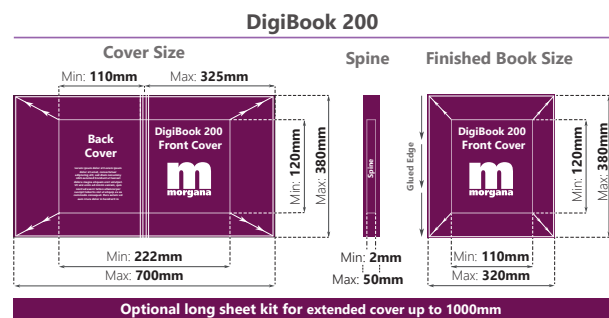 DigiBook 200
Cover Size
Spine
Finished Book Size
Min: 110mm
Max: 325mm
Back
Cover
DigiBook 200
Front Cover
m
morgana
Min: 120mm
Max: 380mm
Spine
Glued Edge
DigiBook 200
Front Cover
m
morgana
Min: 120mm
Max: 380mm
Min: 222mm
Max: 700mm
Min: 2mm
Max: 50mm
Min: 110mm
Max: 320mm
Optional long sheet kit for extended cover up to 1000mm